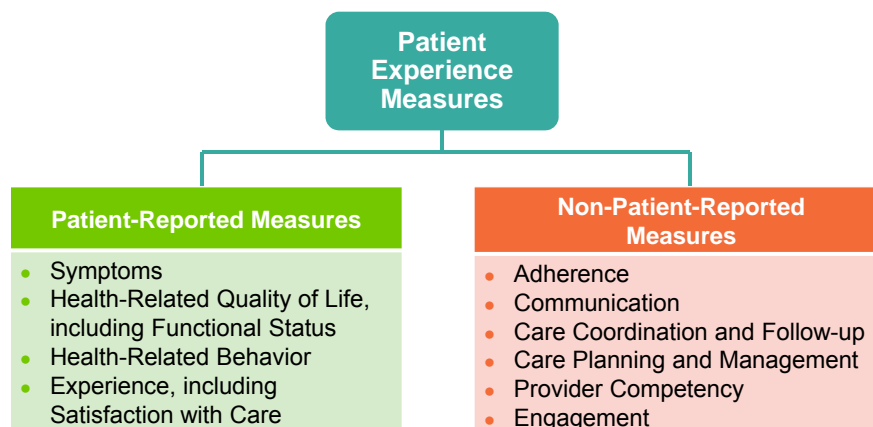 Patient
Experience
Measures
Patient-Reported Measures
• Symptoms
• Health-Related Quality of Life,
including Functional Status
• Health-Related Behavior
• Experience, including
Satisfaction with Care
Non-Patient-Reported
Measures
• Adherence
• Communication
• Care Coordination and Follow-up
• Care Planning and Management
• Provider Competency
• Engagement